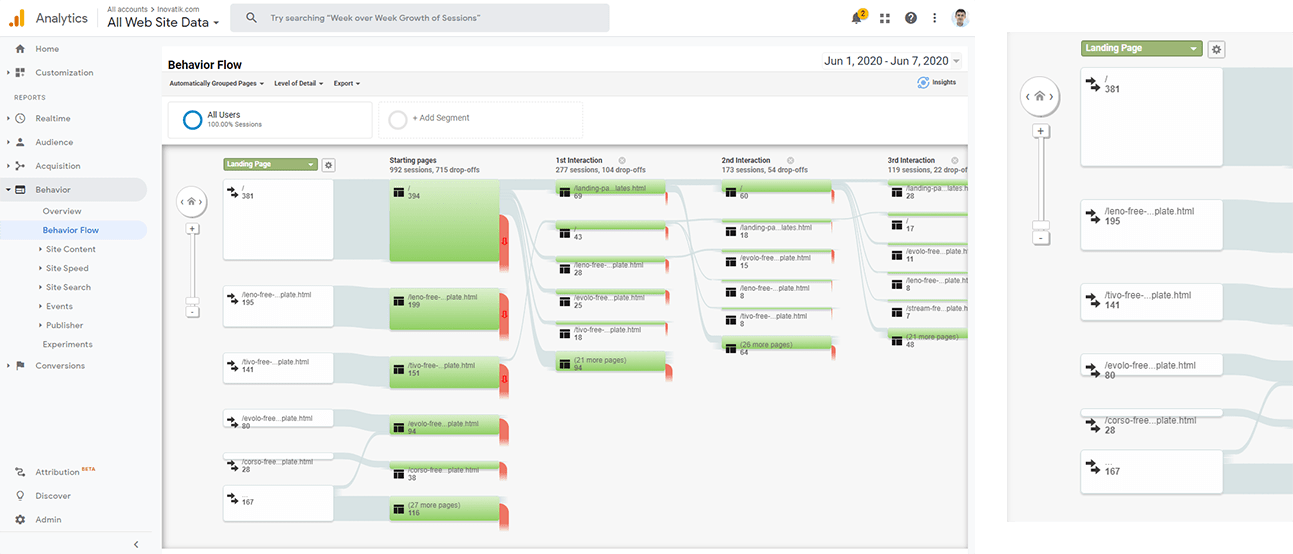 Analytics
All accounts > Inovatik.com
All Web Site Data
Try searching "Week over Week Growth of Sessions"
2
Home
Customization
REPORTS
Realtime
Audience
Acquisition
Behavior
Overview
Behavior Flow
Site Content
Site Speed
Site Search
Events
Publisher
Experiments
Conversions
Attribution BETA
Discover
Admin
Behavior Flow
Jun 1, 2020 - Jun 7, 2020
Automatically Grouped Pages
Level of Detail
Export
Insights
All Users
100.00% Sessions
+ Add Segment
Landing Page
/
381
/leno-free-...plate.html
195
/tivo-free-...plate.html
141
/evolo-free...plate.html
80
/corso-free...plate.html
28
...
167
Starting pages
992 sessions, 715 drop-offs
/
394
/leno-free-...plate.html
199
/tivo-free-...plate.html
151
/evolo-free...plate.html
94
/corso-free...plate.html
38
(27 more pages)
116
1st Interaction
277 sessions, 104 drop-offs
/landing-pa...lates.html
69
/
43
/leno-free-...plate.html
28
/evolo-free...plate.html
25
/tivo-free-...plate.html
18
(21 more pages)
94
2nd Interaction
173 sessions, 54 drop-offs
/
60
/landing-pa...lates.html
18
/evolo-free...plate.html
15
/leno-free-...plate.html
8
/tivo-free-...plate.html
8
(26 more pages)
64
3rd Interaction
119 sessions, 22 drop-of
/landing-pa...lates.html
28
/
17
/evolo-free...plate.html
11
/leno-free-...plate.html
8
/stream-fre...plate.html
7
(21 more pages)
48
Landing Page
/
381
/leno-free-...plate.html
195
/tivo-free-...plate.html
141
/evolo-free...plate.html
80
/corso-free...plate.html
28
...
167